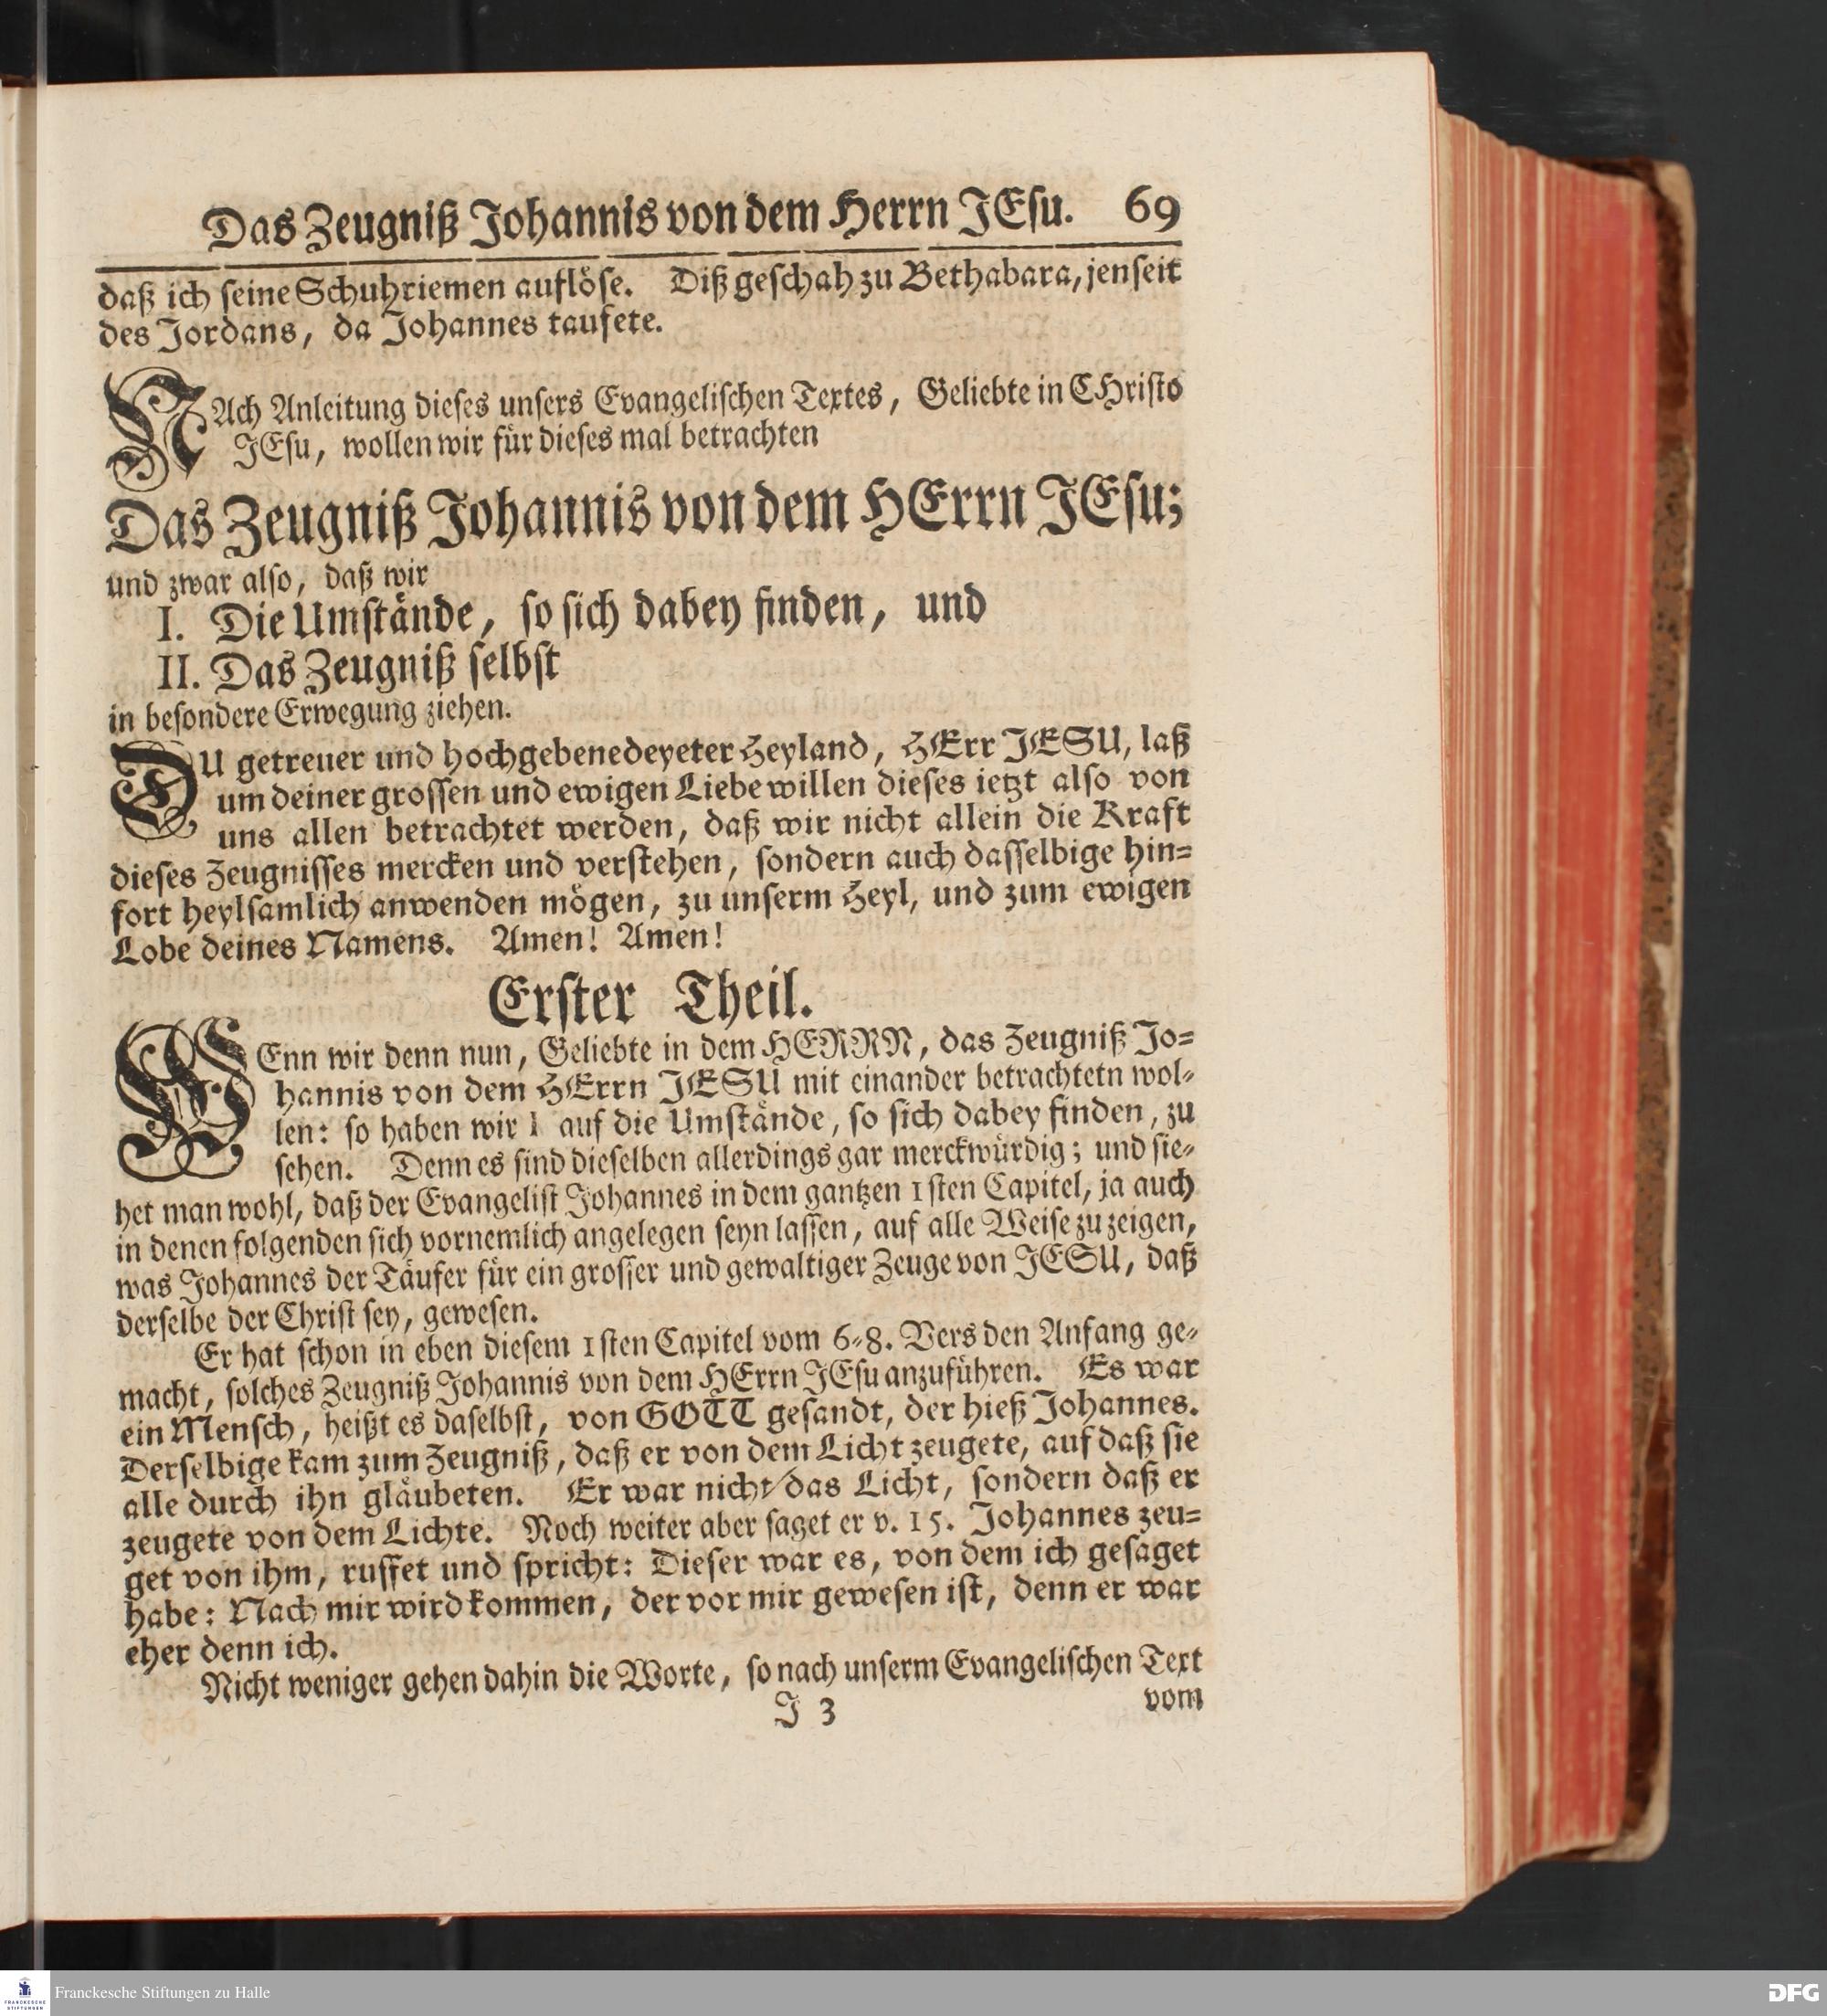 Das Zeugniß Johannis von dem Herrn JEsu. 69
daß ich seine Schuhriemen auflöse. Diß geschah zu Bethabara, jenseit
des Jordans, da Johannes taufete.
NAch Anleitung dieses unsers Evangelischen Textes, Geliebte in CHristo
JEsu, wollen wir für dieses mal betrachten
Das Zeugniß Johannis von dem HErrn JEsu;
und zwar also, daß wir
I. Die Umstände, so sich dabey finden, und
II. Das Zeugniß selbst
in besondere Erwegung ziehen.
DU getreuer und hochgebenedeyeter Heyland, HErr JESU, laß
um deiner grossen und ewigen Liebe willen dieses ietzt also von
uns allen betrachtet werden, daß wir nicht allein die Kraft
dieses Zeugnisses mercken und verstehen, sondern auch dasselbige hin=
fort heylsamlich anwenden mögen, zu unserm Heyl, und zum ewigen
Lobe deines Namens. Amen! Amen!
Erster Theil.
WEnn wir denn nun, Geliebte in dem HERRN, das Zeugniß Jo=
hannis von dem HErrn JESU mit einander betrachtetn wol=
len: so haben wir I auf die Umstände, so sich dabey finden, zu
sehen. Denn es sind dieselben allerdings gar merckwürdig; und sie=
het man wohl, daß der Evangelist Johannes in dem gantzen 1sten Capitel, ja auch
in denen folgenden sich vornemlich angelegen seyn lassen, auf alle Weise zu zeigen,
was Johannes der Täufer für ein grosser und gewaltiger Zeuge von JESU, daß
derselbe der Christ sey, gewesen.
Er hat schon in eben diesem 1sten Capitel vom 6=8. Vers den Anfang ge=
macht, solches Zeugniß Johannis von dem HErrn JEsu anzuführen. Es war
ein Mensch, heißt es daselbst, von GOTT gesandt, der hieß Johannes.
Derselbige kam zum Zeugniß, daß er von dem Licht zeugete, auf daß sie
alle durch ihn gläubeten. Er war nicht das Licht, sondern daß er
zeugete von dem Lichte. Noch weiter aber saget er v. 15. Johannes zeu=
get von ihm, ruffet und spricht: Dieser war es, von dem ich gesaget
habe: Nach mir wird kommen, der vor mir gewesen ist, denn er war
eher denn ich.
Nicht weniger gehen dahin die Worte, so nach unserm Evangelischen Text
J 3 vom
FRANCKESCHE STIFTUNGEN
Franckesche Stiftungen zu Halle
DFG